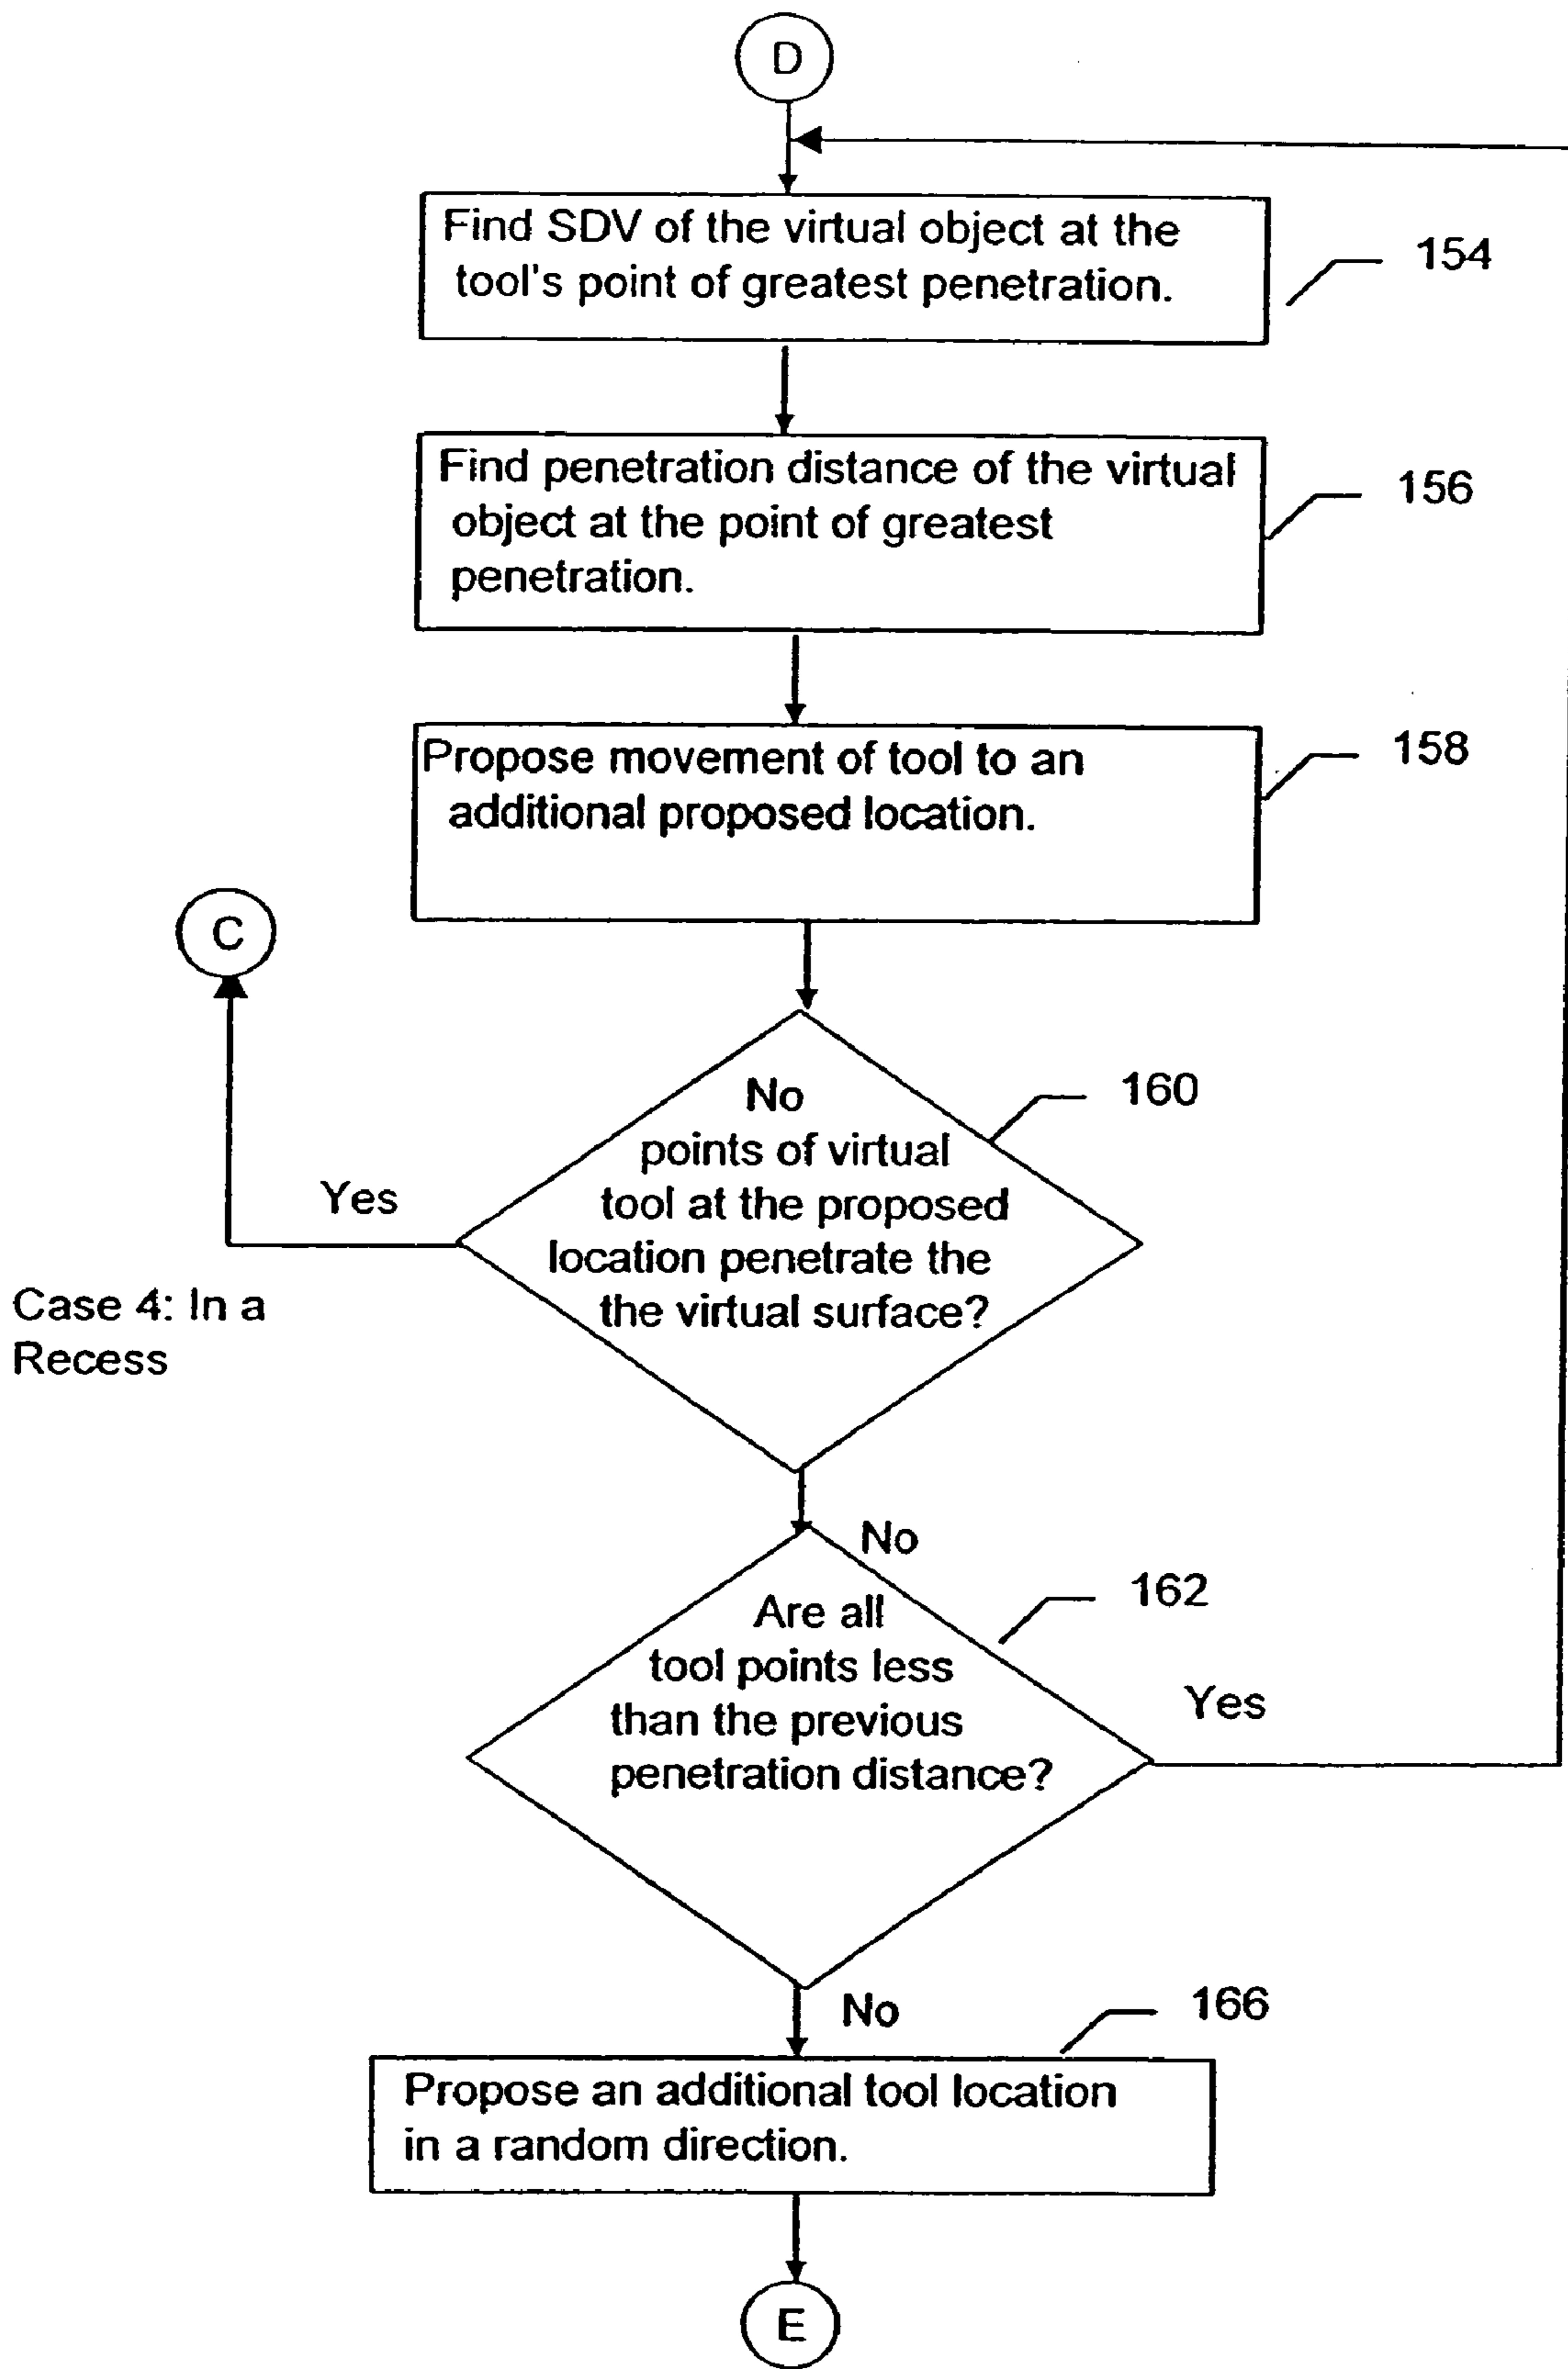 D
Find SDV of the virtual object at the
tool's point of greatest penetration.
154
Find penetration distance of the virtual
object at the point of greatest
penetration.
156
Propose movement of tool to an
additional proposed location.
158
C
No
points of virtual
tool at the proposed
location penetrate the
the virtual surface?
160
Yes
Case 4: In a
Recess
No
Are all
tool points less
than the previous
penetration distance?
162
Yes
No
166
Propose an additional tool location
in a random direction.
E